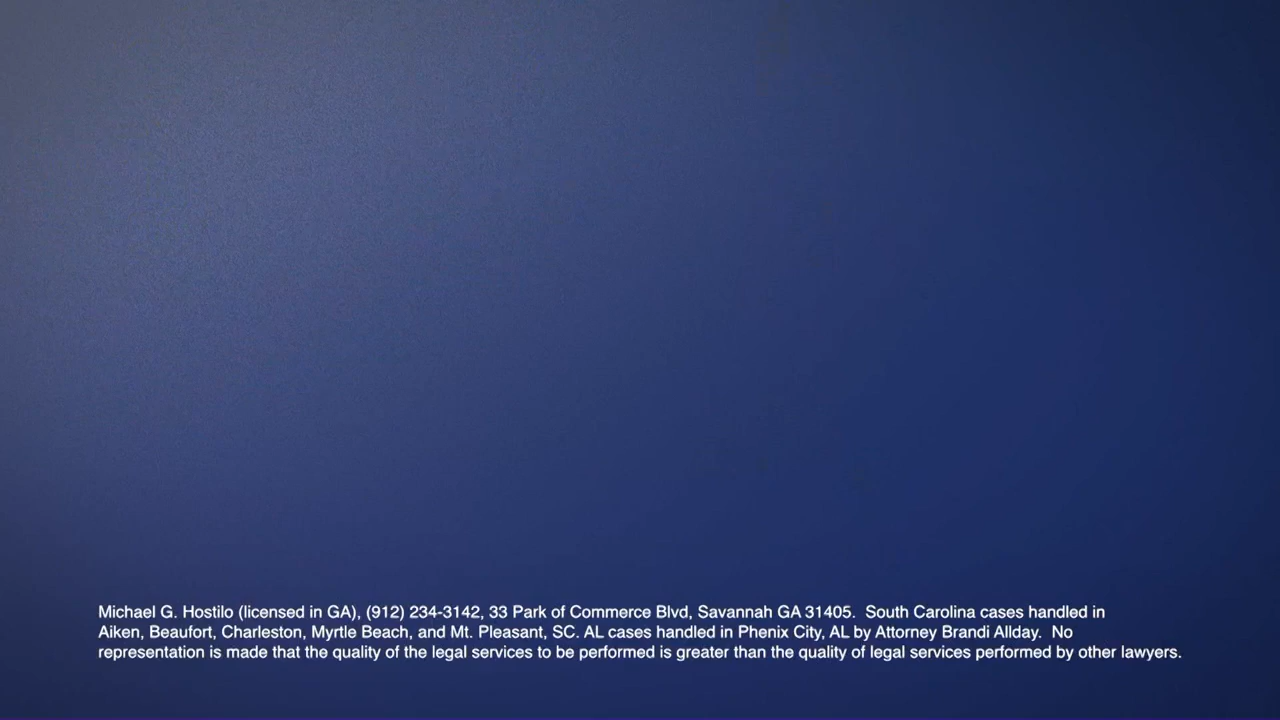 Michael G. Hostilo (licensed in GA), (912) 234-3142, 33 Park of Commerce Blvd, Savannah GA 31405.  South Carolina cases handled in
Aiken, Beaufort, Charleston, Myrtle Beach, and Mt. Pleasant, SC. AL cases handled in Phenix City, AL by Attorney Brandi Allday.  No
representation is made that the quality of the legal services to be performed is greater than the quality of legal services performed by other lawyers.